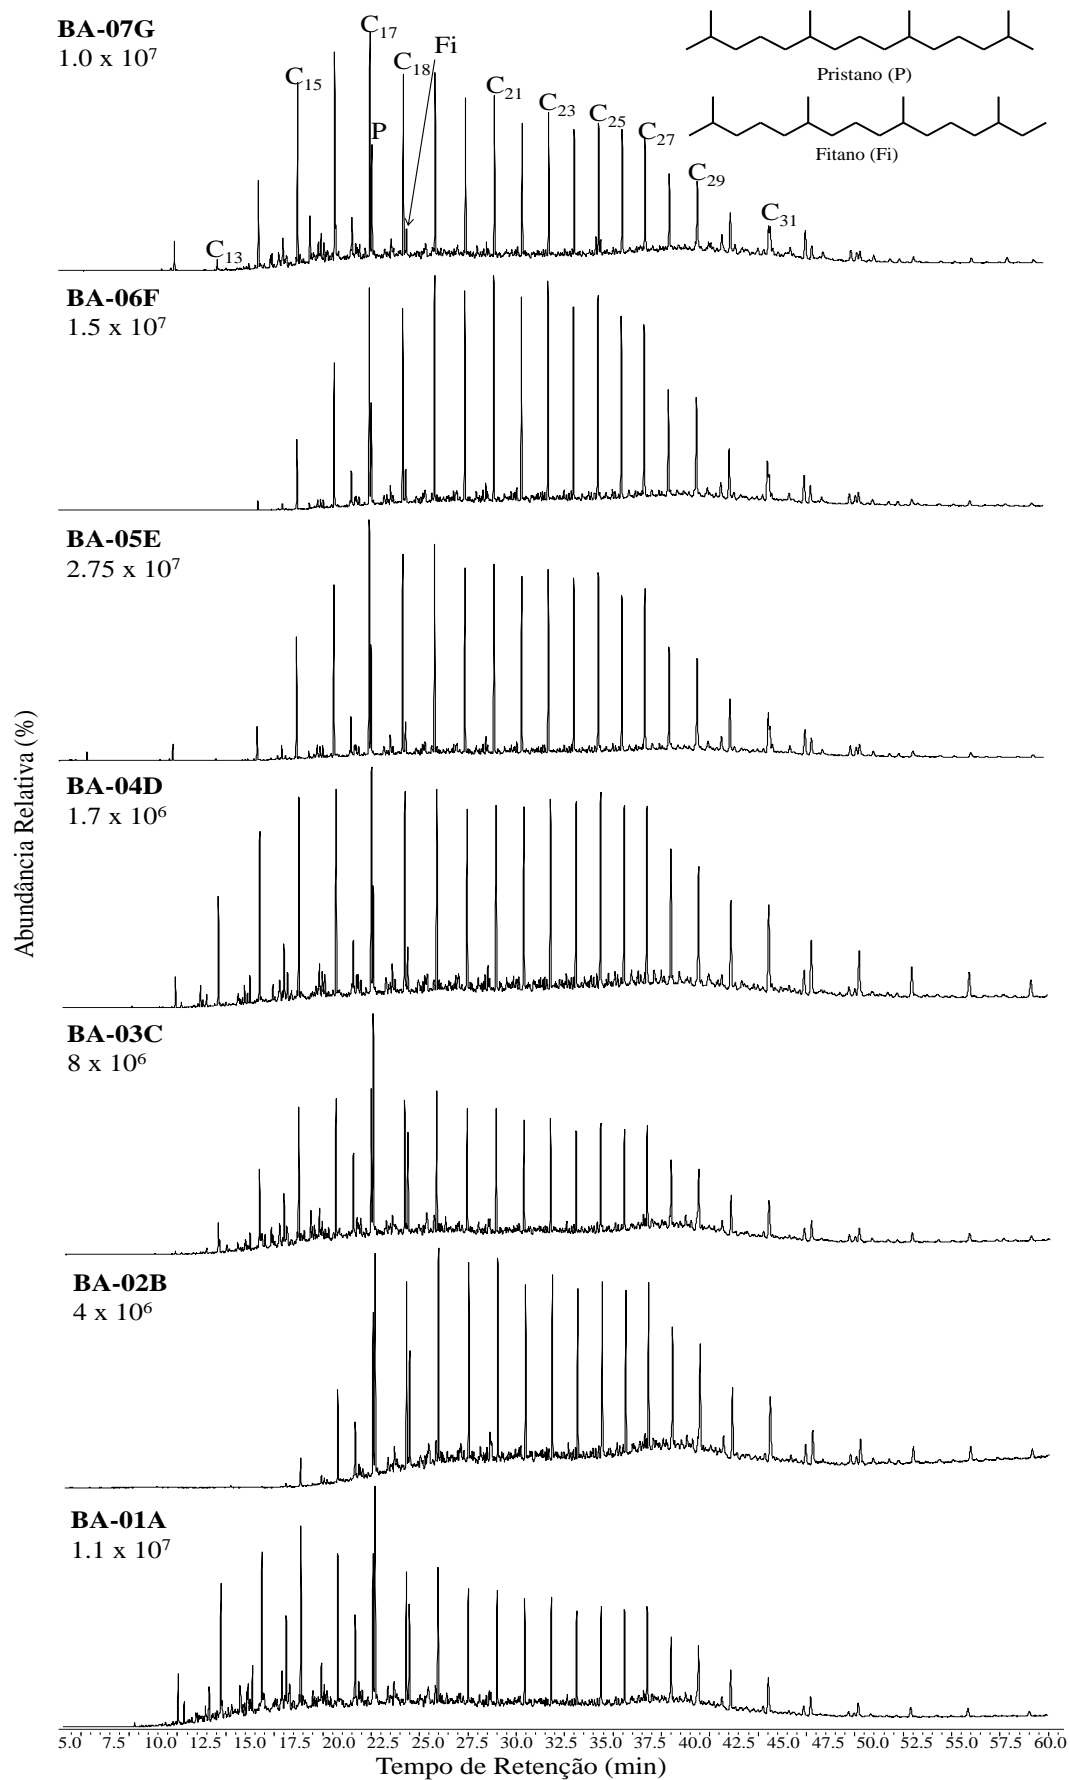 BA-07G
1.0 x 10⁷
C₁₇
Fi
C₁₈
C₁₅
C₂₁
C₂₃
C₂₅
C₂₇
P
C₂₉
C₃₁
C₁₃
Pristano (P)
Fitano (Fi)
BA-06F
1.5 x 10⁷
BA-05E
2.75 x 10⁷
BA-04D
1.7 x 10⁶
BA-03C
8 x 10⁶
BA-02B
4 x 10⁶
BA-01A
1.1 x 10⁷
Abundância Relativa (%)
5.0 7.5 10.0 12.5 17.5 20.0 22.5 25.0 27.5 30.0 32.5 35.0 37.5 40.0 42.5 45.0 47.5 50.0 52.5 55.0 57.0 60.0
Tempo de Retenção (min)